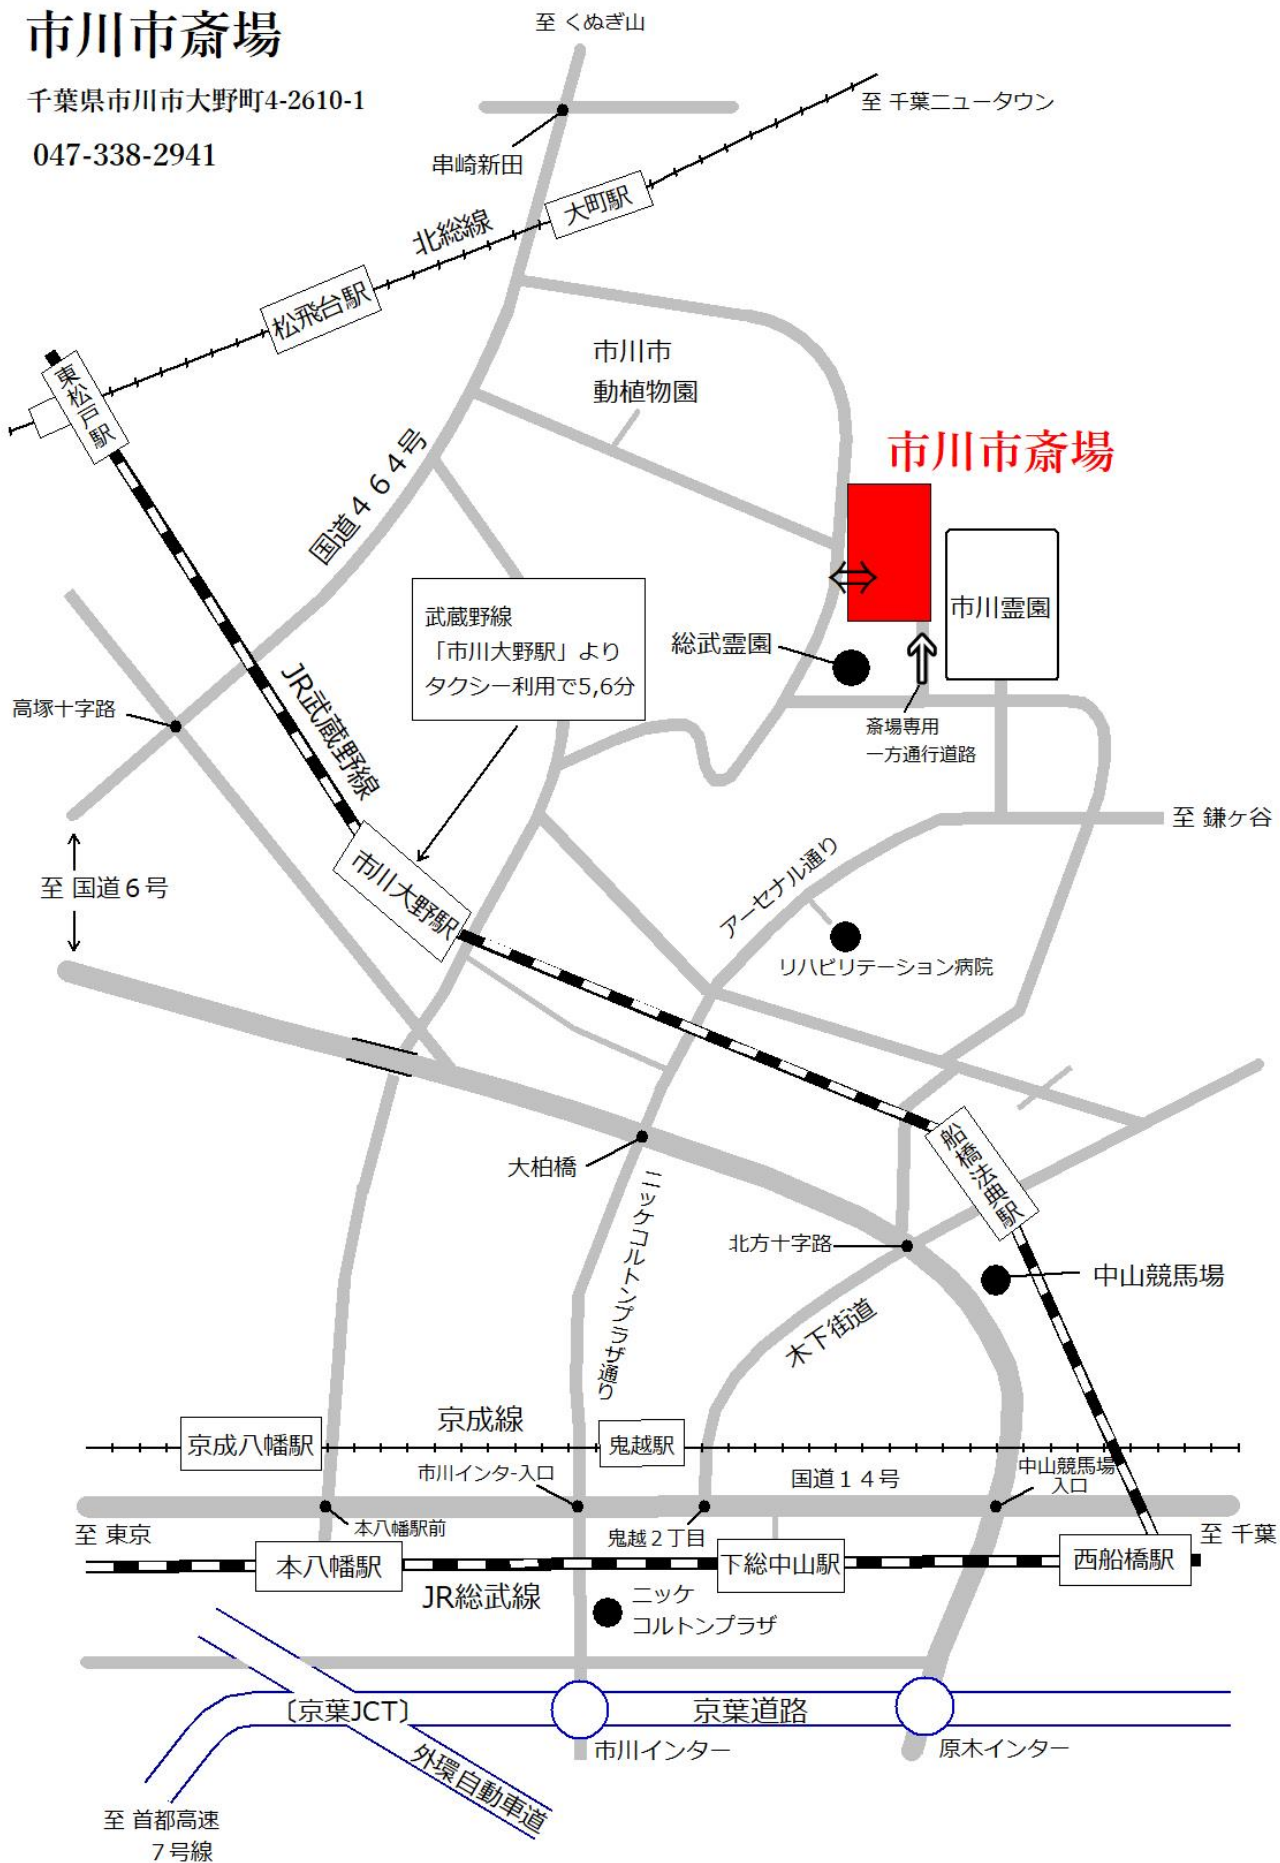 市川市斎場
千葉県市川市大野町4-2610-1
047-338-2941
至 くぬぎ山
至 千葉ニュータウン
串崎新田
大町駅
北総線
松飛台駅
東松戸駅
市川市
動植物園
国道４６４号
市川市斎場
市川霊園
総武霊園
武蔵野線
「市川大野駅」より
タクシー利用で5,6分
斎場専用
一方通行道路
高塚十字路
JR武蔵野線
至 鎌ヶ谷
市川大野駅
アーセナル通り
至 国道６号
リハビリテーション病院
船橋法典駅
大柏橋
ニッケコルトンプラザ通り
北方十字路
中山競馬場
木下街道
京成線
京成八幡駅
鬼越駅
市川インタ-入口
国道１４号
中山競馬場
入口
至 東京
本八幡駅前
鬼越２丁目
至 千葉
本八幡駅
下総中山駅
西船橋駅
JR総武線
ニッケ
コルトンプラザ
〔京葉JCT〕
京葉道路
市川インター
原木インター
外環自動車道
至 首都高速
７号線